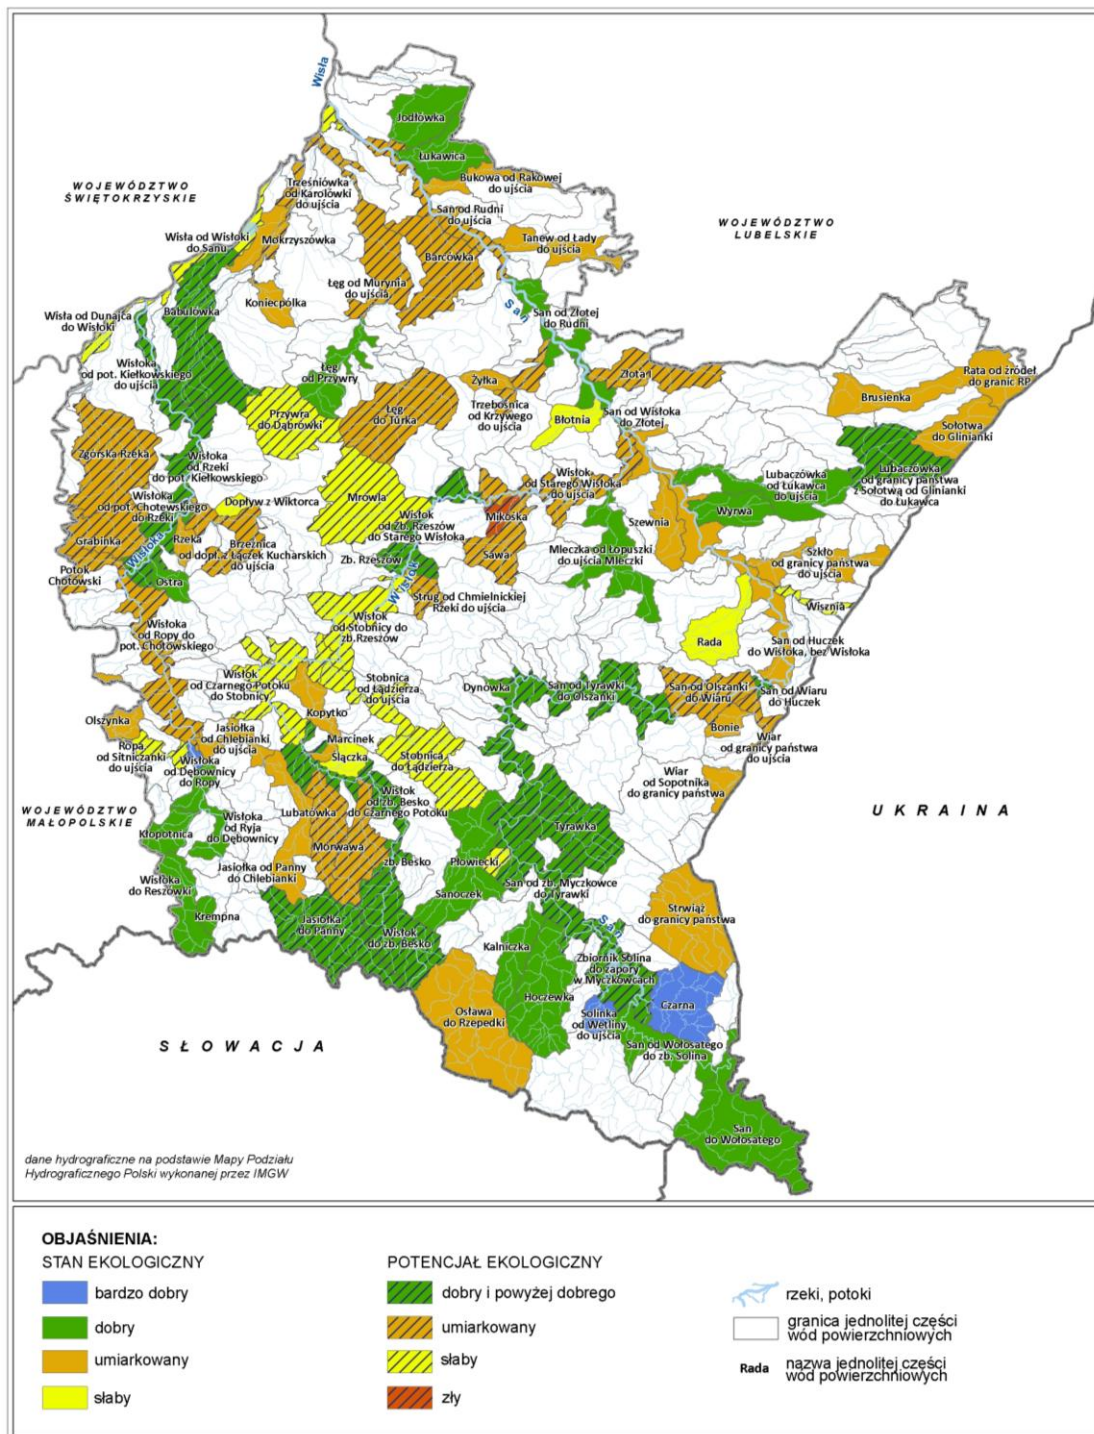 Wisła
Jodłówka
Łukawica
WOJEWÓDZTWO
ŚWIĘTOKRZYSKIE
Trześniówka
od Karolówki
do ujścia
Bukowa od Rakowej
do ujścia
San od Rudni
do ujścia
WOJEWÓDZTWO
LUBELSKIE
Wisła od Wisłoki
do Sanu
Mokrzyszówka
Tanew od Łady
do ujścia
Barcówka
Łęg od Murynia
do ujścia
Koniecpólka
Babulówka
San
San od Złotej
do Rudni
Wisła od Dunajca
do Wisłoki
Wisłoka
od pot. Kiełkowskiego
do ujścia
Łęg
od Przywry
Żyłka
Złota I
Rata od źródeł
do granic RP
Brusienka
Trzebośnica
od Krzywego
do ujścia
Przywra
do Dąbrówki
Łęg
do Turka
Błotnia
San od Wisłoka
do Złotej
Sołotwa
do Glinianki
Zgórska Rzeka
Wisłoka
od Rzeki
do pot. Kiełkowskiego
Wisłok
od Starego Wisłoka
do ujścia
Lubaczówka
od Łukawca
do ujścia
Lubaczówka
od granicy państwa
z Sołotwą od Glinianki
do Łukawca
Wisłoka
od pot. Chotewskiego
do Rzeki
Dopływ z Wiktorca
Mrowla
Wisłok
od Zb. Rzeszów
do Starego Wisłoka
Mikośka
Wyrwa
Szewnia
Grabinka
Wisłoka
Rzeka
Brzeźnica
od dopł. z Łączek Kucharskich
do ujścia
Zb. Rzeszów
Sawa
Mleczka od Łopuszki
do ujścia Mleczki
Szkło
od granicy państwa
do ujścia
Potok
Chotowski
Ostra
Wisłok
Strug od Chmielnickiej
Rzeki do ujścia
Wisznia
Wisłoka
od Ropy do
pot. Chotowskiego
Wisłok
od Stobnicy do
zb.Rzeszów
Rada
San od Huczek
do Wisłoka, bez Wisłoka
Wisłok
od Czarnego Potoku
do Stobnicy
Stobnica
od Łądzierza
do ujścia
Dynówka
San od Tyrawki
do Olszanki
San od Olszanki
do Wiaru
San od Wiaru
do Huczek
Olszynka
Kopytko
Jasiołka
od Chlebianki
do ujścia
Bonie
Wiar
od granicy państwa
do ujścia
Ropa
od Sitniczanki
do ujścia
Marcinek
Ślączka
Stobnica
do Łądzierza
Wisłoka
od Dębownicy
do Ropy
Wisłok
od zb. Besko
do Czarnego Potoku
Wiar
od Sopotnika
do granicy państwa
WOJEWÓDZTWO
MAŁOPOLSKIE
UKRAINA
Wisłoka
od Ryja
do Dębownicy
Lubatówka
Kłopotnica
Morwawa
Tyrawka
Jasiołka od Panny
do Chlebianki
zb. Besko
Płowiecki
Wisłoka
do Reszówki
Sanoczek
San od zb. Myczkowce
do Tyrawki
Krempna
Jasiołka
do Panny
Wisłok
do zb. Besko
San
Strwiąż
do granicy państwa
Kalniczka
Zbiornik Solina
do zapory
w Myczkowcach
Hoczewka
Czarna
Osława
do Rzepedki
Solinka
od Wetliny
do ujścia
San od Wołosatego
do zb. Solina
SŁOWACJA
San
do Wołosatego
dane hydrograficzne na podstawie Mapy Podziału
Hydrograficznego Polski wykonanej przez IMGW
OBJAŚNIENIA:
STAN EKOLOGICZNY
bardzo dobry
dobry
umiarkowany
słaby
POTENCJAŁ EKOLOGICZNY
dobry i powyżej dobrego
umiarkowany
słaby
zły
rzeki, potoki
granica jednolitej części
wód powierzchniowych
Rada
nazwa jednolitej części
wód powierzchniowych